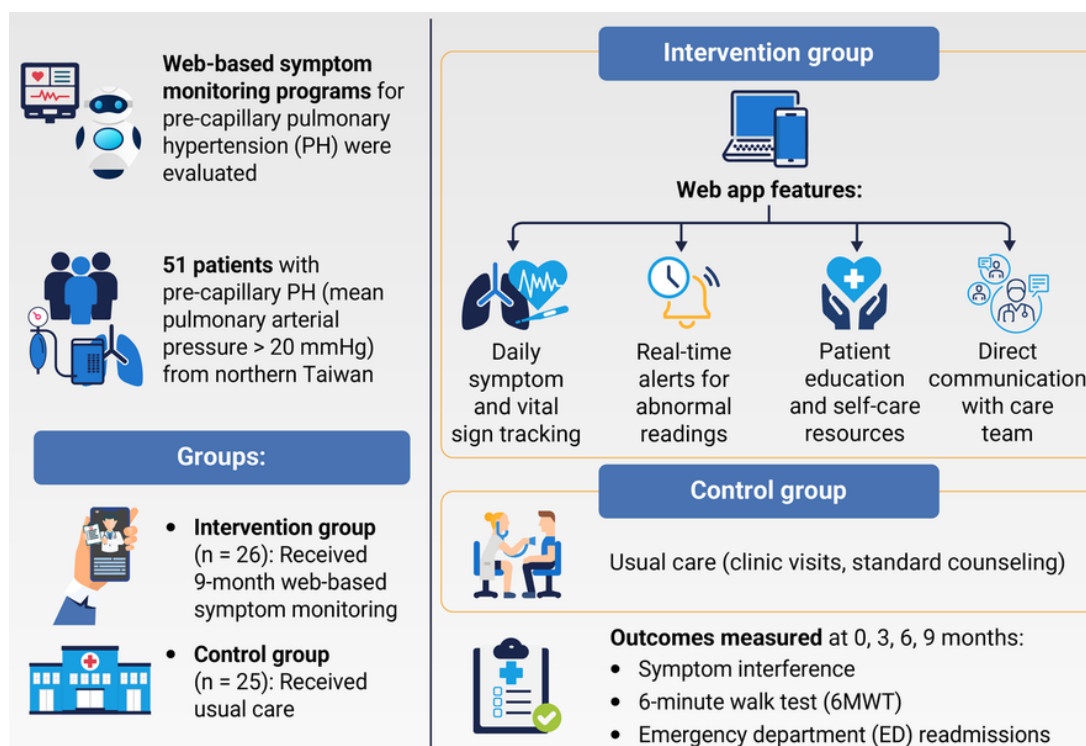 Web-based symptom
monitoring programs for
pre-capillary pulmonary
hypertension (PH) were
evaluated
51 patients with
pre-capillary PH (mean
pulmonary arterial
pressure > 20 mmHg)
from northern Taiwan
Groups:
• Intervention group
(n = 26): Received
9-month web-based
symptom monitoring
• Control group
(n = 25): Received
usual care
Intervention group
Web app features:
Daily
symptom
and vital
sign tracking
Real-time
alerts for
abnormal
readings
Patient
education
and self-care
resources
Direct
communication
with care
team
Control group
Usual care (clinic visits, standard counseling)
Outcomes measured at 0, 3, 6, 9 months:
• Symptom interference
• 6-minute walk test (6MWT)
• Emergency department (ED) readmissions